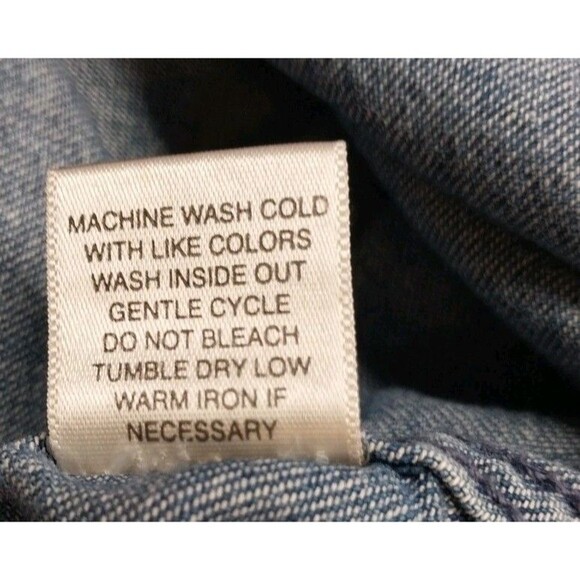 MACHINE WASH COLD
WITH LIKE COLORS
WASH INSIDE OUT
GENTLE CYCLE
DO NOT BLEACH
TUMBLE DRY LOW
WARM IRON IF
NECESSARY